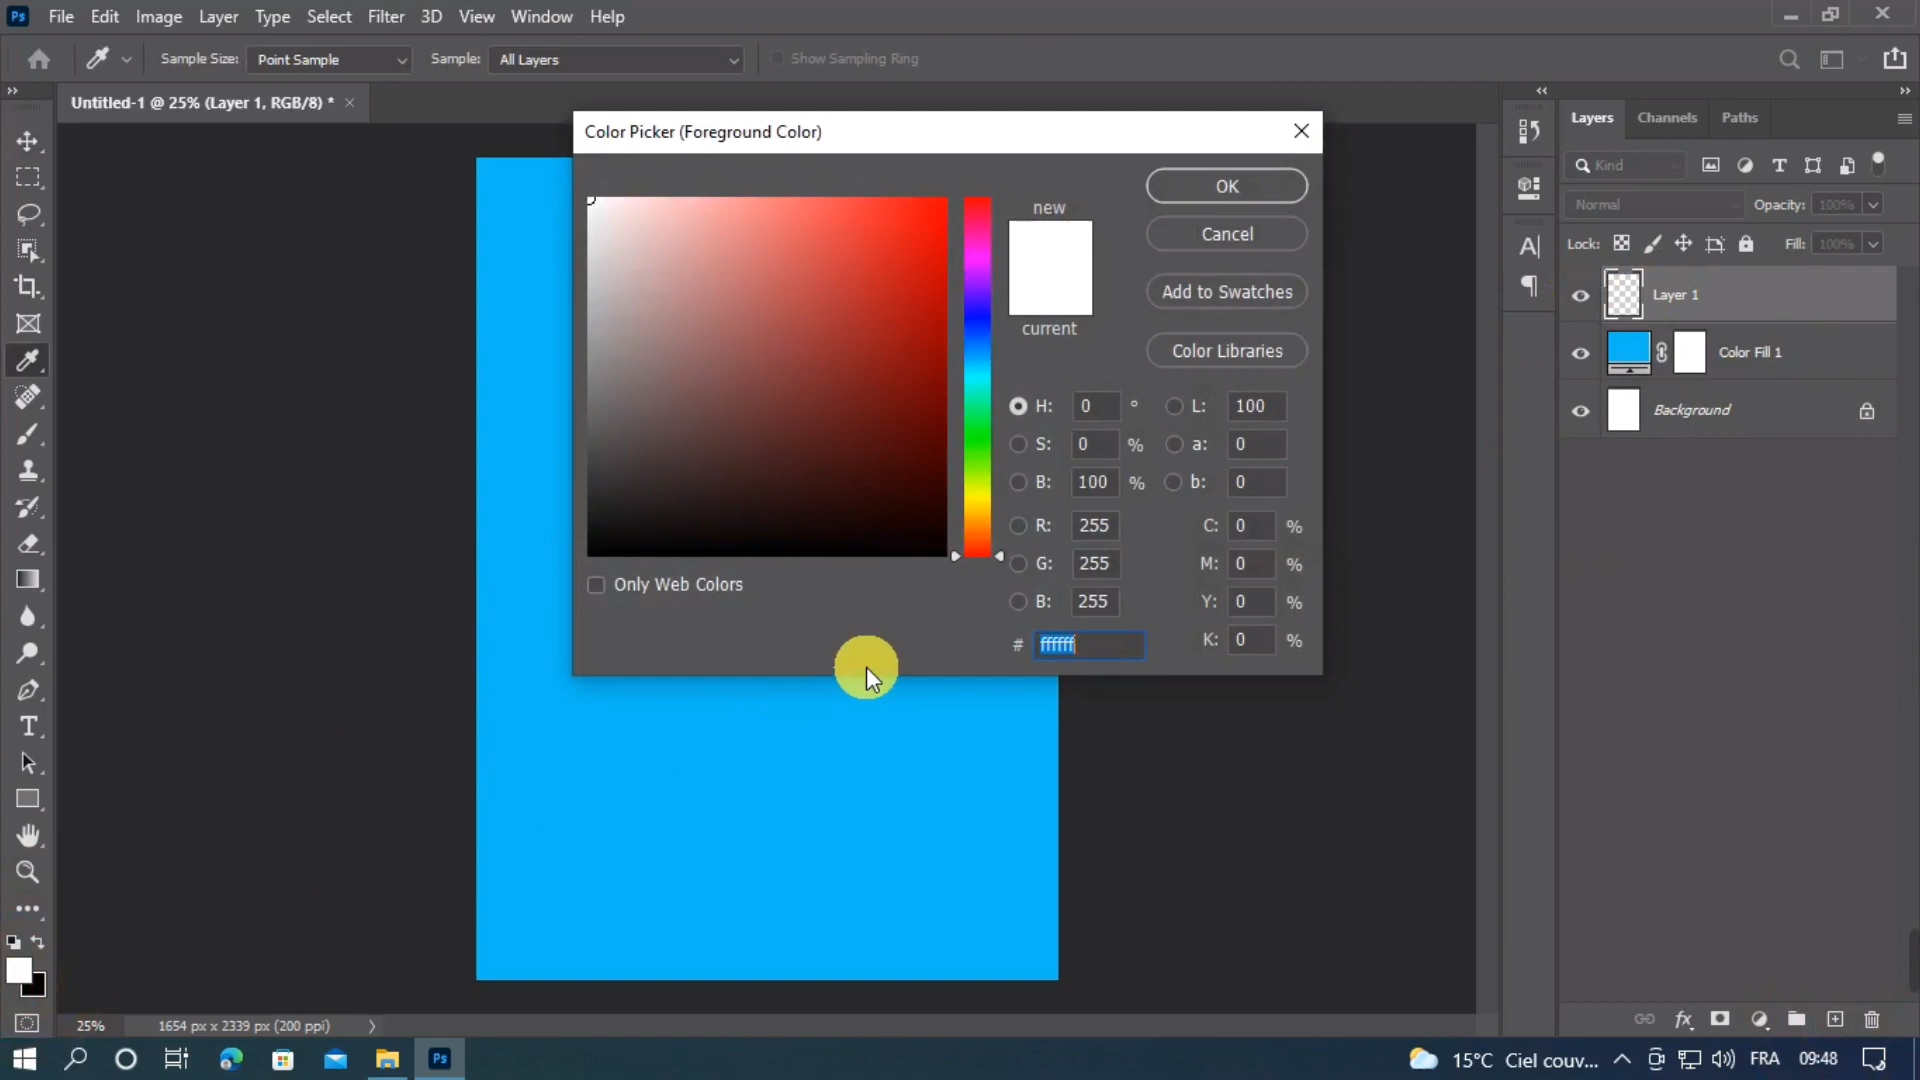 Ps File Edit Image Layer Type Select Filter 3D View Window Help
Sample Size: Point Sample Sample: All Layers Show Sampling Ring
Untitled-1 @ 25% (Layer 1, RGB/8) * ×
Color Picker (Foreground Color)
OK
new
Cancel
Add to Swatches
current
Color Libraries
H: 0 ° L: 100
S: 0 % a: 0
B: 100 % b: 0
R: 255 C: 0 %
G: 255 M: 0 %
Only Web Colors
B: 255 Y: 0 %
# ffffff K: 0 %
Layers Channels Paths
Kind
Normal Opacity: 100%
Lock: Fill: 100%
Layer 1
Color Fill 1
Background
25% 1654 px x 2339 px (200 ppi)
Ps 15°C Ciel couv... FRA 09:48